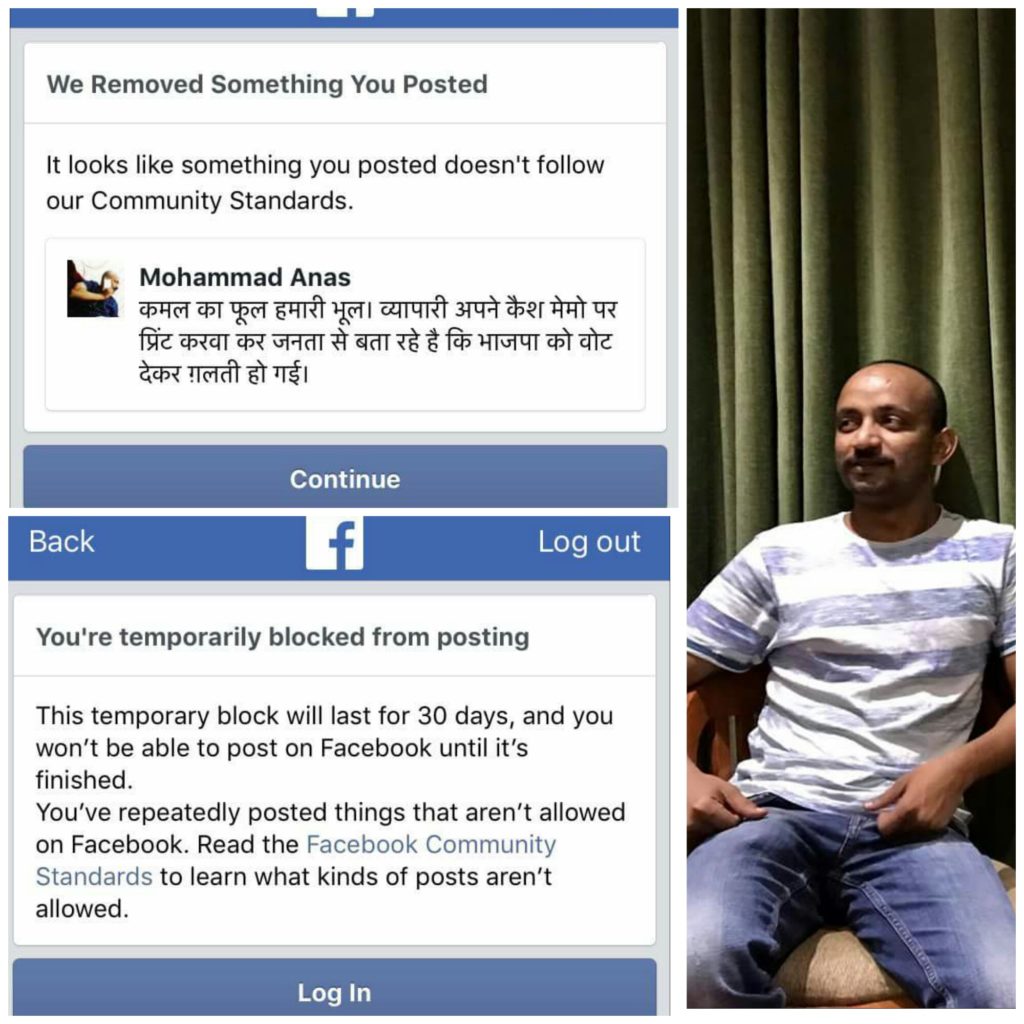 We Removed Something You Posted
It looks like something you posted doesn't follow
our Community Standards.
Mohammad Anas
कमल का फूल हमारी भूल। व्यापारी अपने कैश मेमो पर
प्रिंट करवा कर जनता से बता रहे है कि भाजपा को वोट
देकर ग़लती हो गई।
Continue
Back
f
Log out
You're temporarily blocked from posting
This temporary block will last for 30 days, and you
won't be able to post on Facebook until it's
finished.
You've repeatedly posted things that aren't allowed
on Facebook. Read the Facebook Community
Standards to learn what kinds of posts aren't
allowed.
Log In